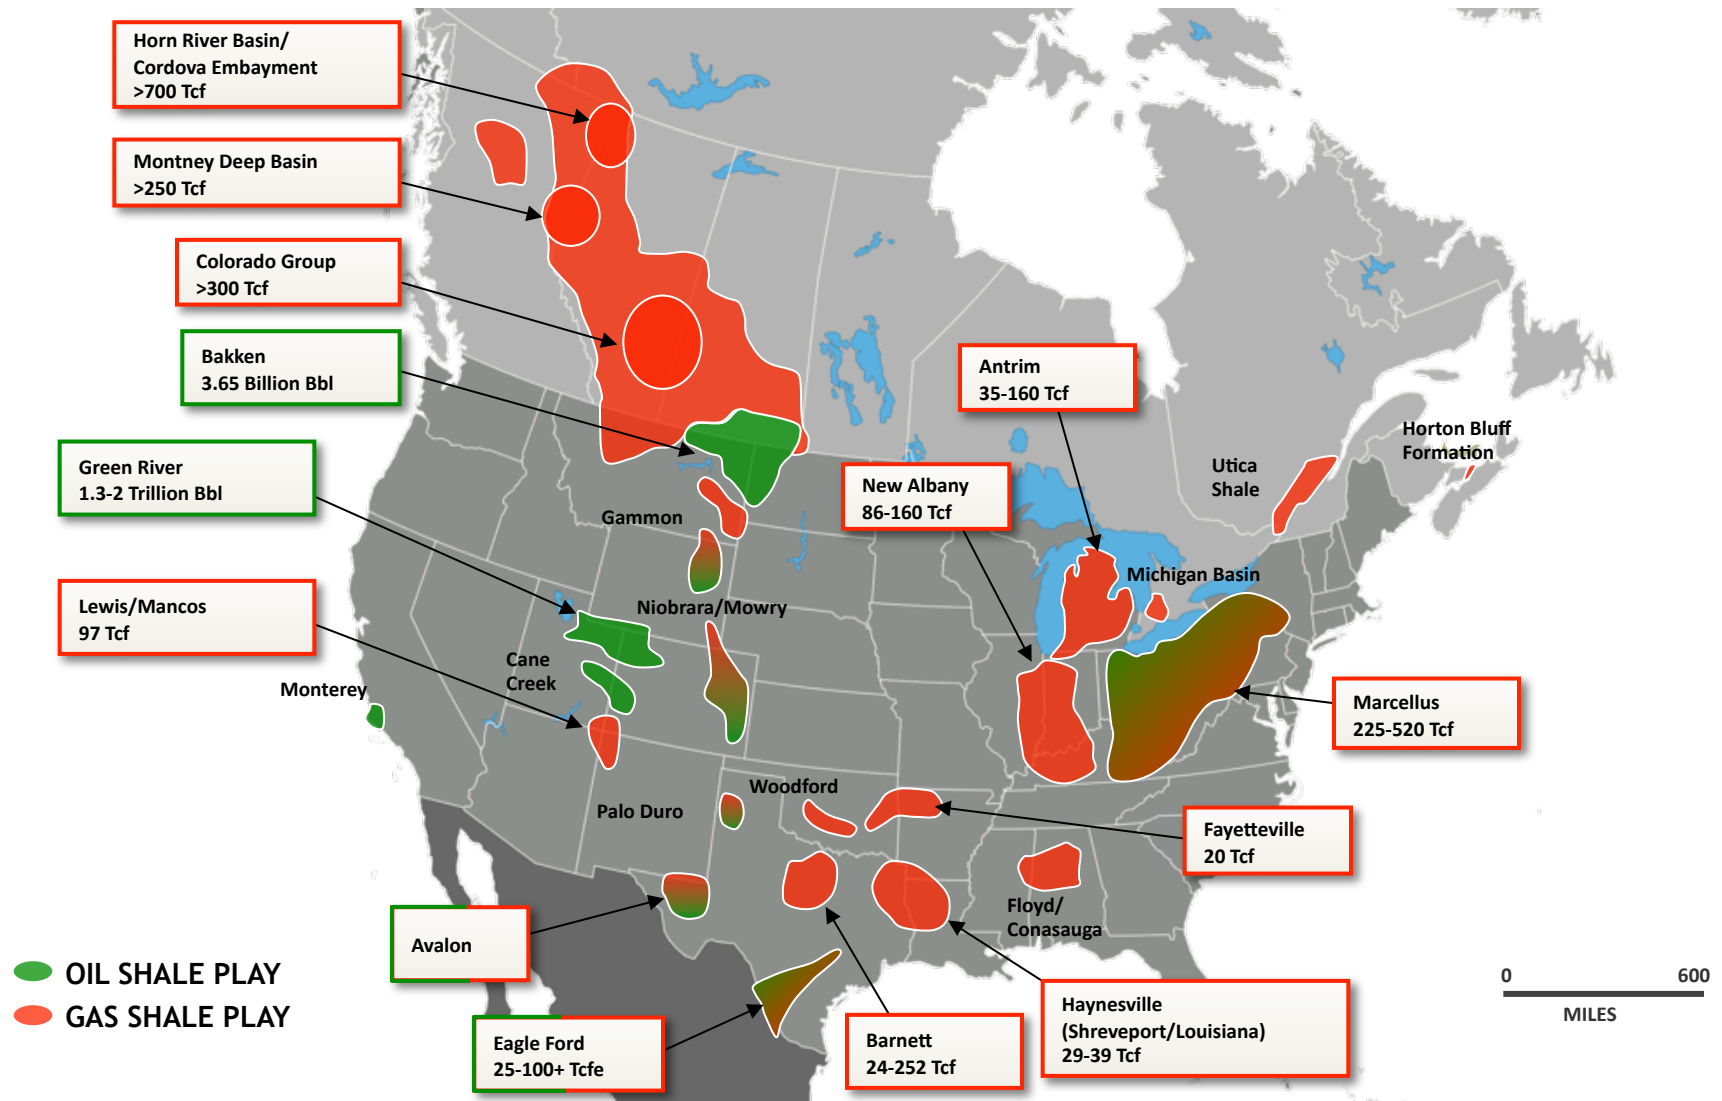 Horn River Basin/
Cordova Embayment
>700 Tcf
Montney Deep Basin
>250 Tcf
Colorado Group
>300 Tcf
Bakken
3.65 Billion Bbl
Green River
1.3-2 Trillion Bbl
Lewis/Mancos
97 Tcf
Monterey
Cane
Creek
Gammon
Niobrara/Mowry
Palo Duro
Woodford
Antrim
35-160 Tcf
New Albany
86-160 Tcf
Michigan Basin
Utica
Shale
Horton Bluff
Formation
Marcellus
225-520 Tcf
Fayetteville
20 Tcf
Floyd/
Conasauga
Haynesville
(Shreveport/Louisiana)
29-39 Tcf
Barnett
24-252 Tcf
Avalon
Eagle Ford
25-100+ Tcfe
OIL SHALE PLAY
GAS SHALE PLAY
0 600
MILES